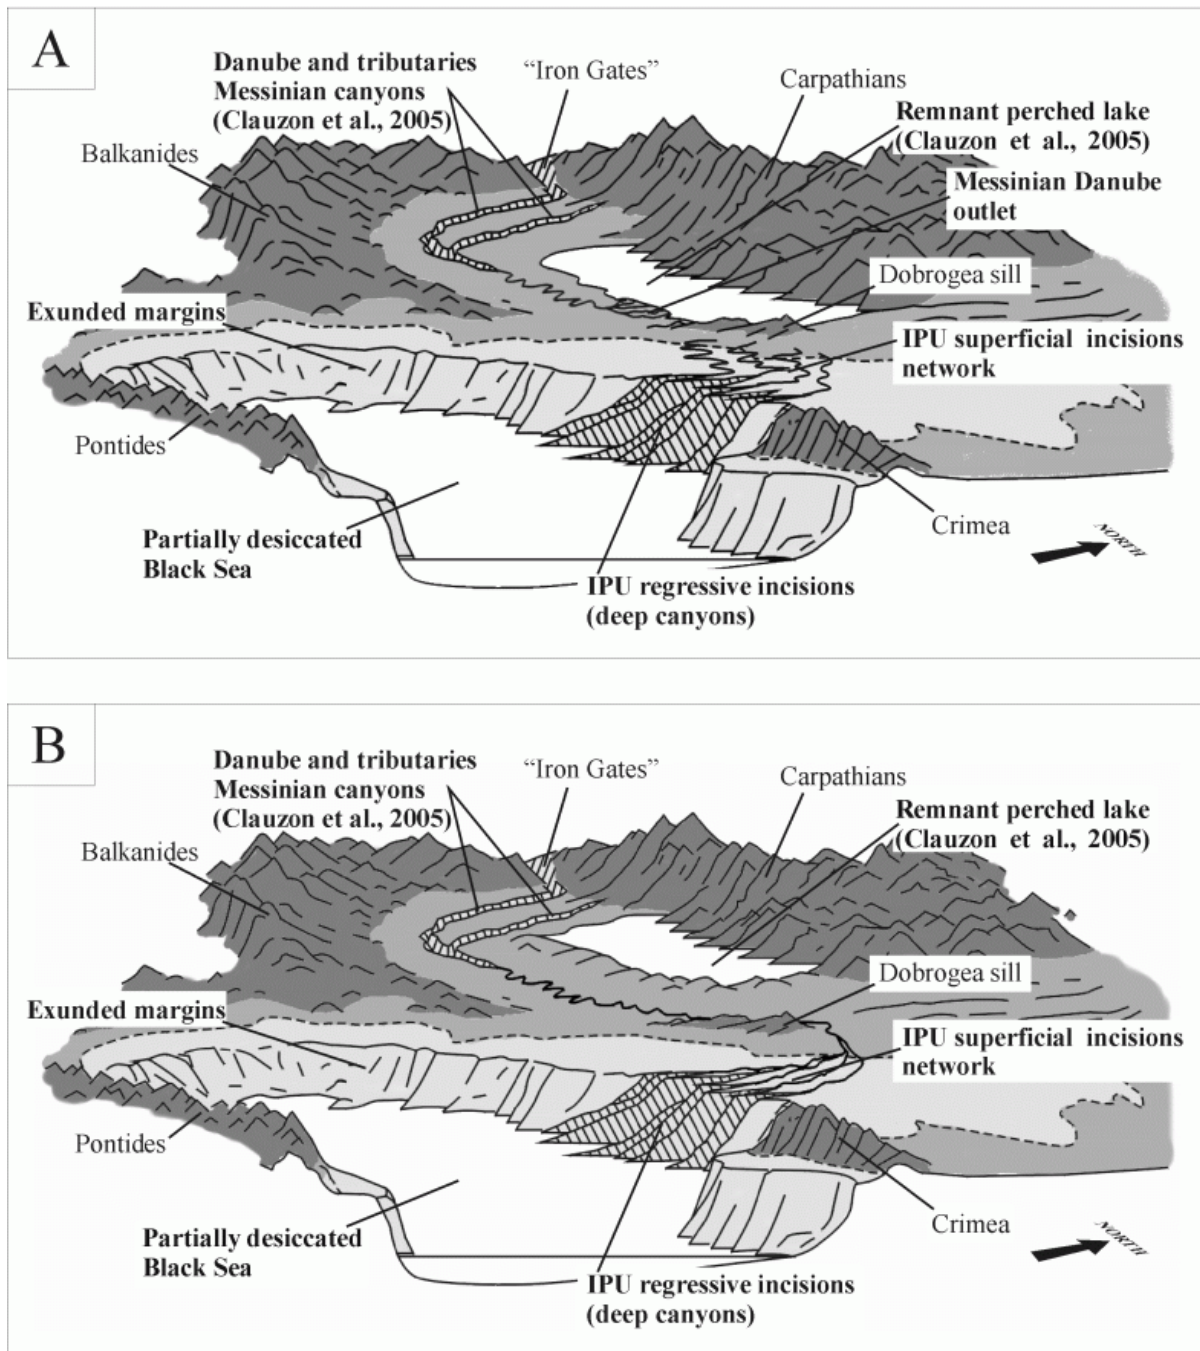 A
Danube and tributaries
Messinian canyons
(Clauzon et al., 2005)
“Iron Gates”
Carpathians
Remnant perched lake
(Clauzon et al., 2005)
Balkanides
Messinian Danube
outlet
Dobrogea sill
Exunded margins
IPU superficial incisions
network
Pontides
Crimea
Partially desiccated
Black Sea
NORTH
IPU regressive incisions
(deep canyons)
B
Danube and tributaries
Messinian canyons
(Clauzon et al., 2005)
“Iron Gates”
Carpathians
Remnant perched lake
(Clauzon et al., 2005)
Balkanides
Dobrogea sill
Exunded margins
IPU superficial incisions
network
Pontides
Crimea
Partially desiccated
Black Sea
NORTH
IPU regressive incisions
(deep canyons)